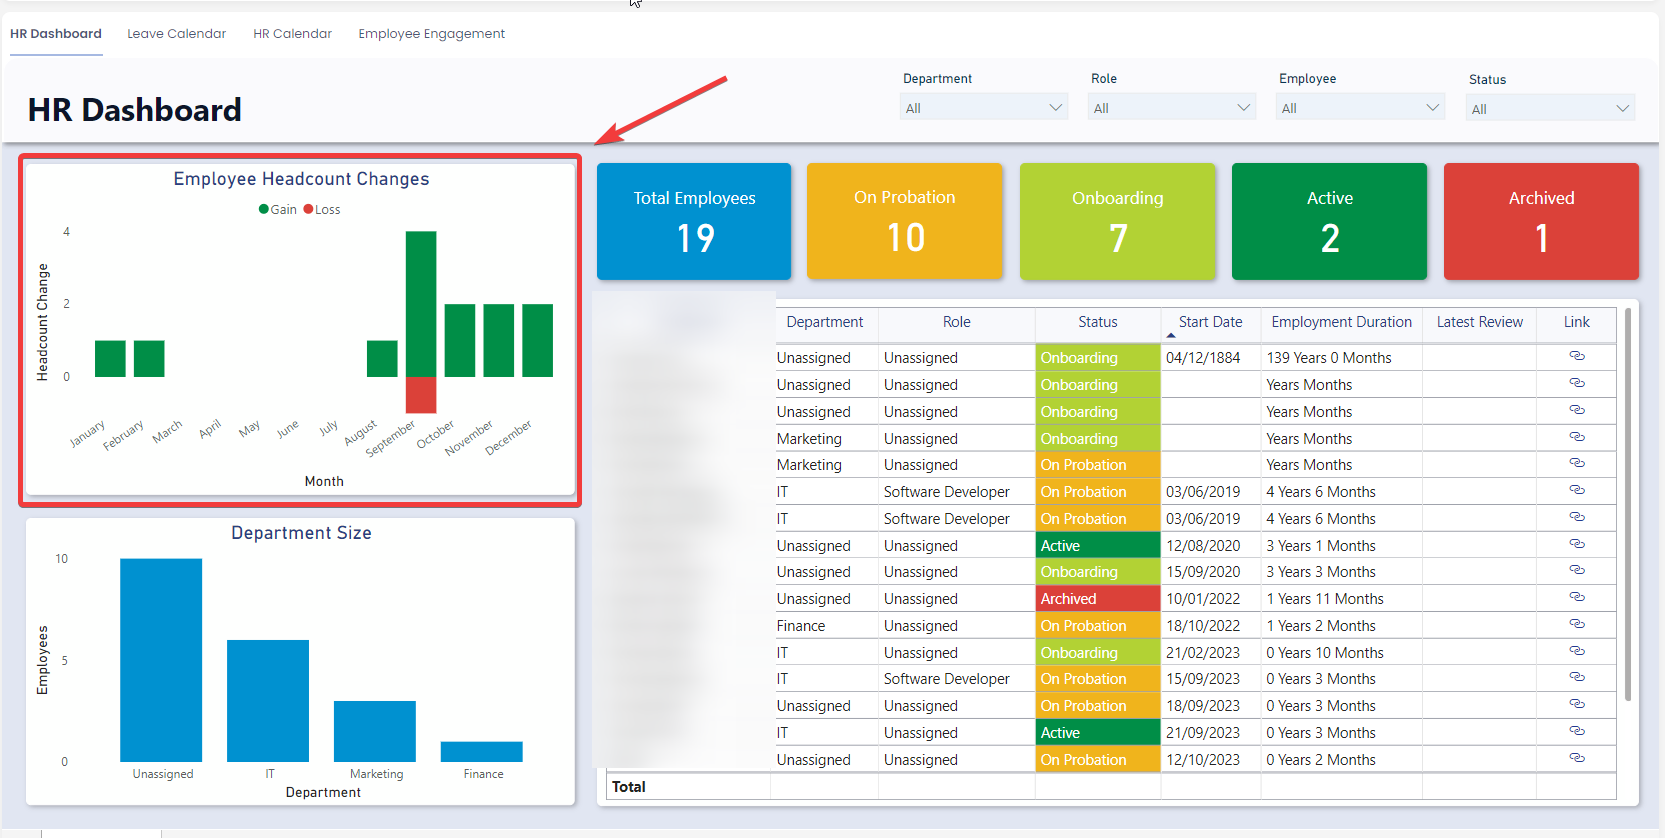 HR Dashboard Leave Calendar HR Calendar Employee Engagement
HR Dashboard
Department Role Employee Status
All All All All
Employee Headcount Changes
Gain Loss
Headcount Change
4
2
0
January February March April May June July August September October November December
Month
Total Employees
19
On Probation
10
Onboarding
7
Active
2
Archived
1
Department Size
Employees
10
5
0
Unassigned IT Marketing Finance
Department
Department Role Status Start Date Employment Duration Latest Review Link
Unassigned Unassigned Onboarding 04/12/1884 139 Years 0 Months
Unassigned Unassigned Onboarding Years Months
Unassigned Unassigned Onboarding Years Months
Marketing Unassigned Onboarding Years Months
Marketing Unassigned On Probation Years Months
IT Software Developer On Probation 03/06/2019 4 Years 6 Months
IT Software Developer On Probation 03/06/2019 4 Years 6 Months
Unassigned Unassigned Active 12/08/2020 3 Years 1 Months
Unassigned Unassigned Onboarding 15/09/2020 3 Years 3 Months
Unassigned Unassigned Archived 10/01/2022 1 Years 11 Months
Finance Unassigned On Probation 18/10/2022 1 Years 2 Months
IT Unassigned Onboarding 21/02/2023 0 Years 10 Months
IT Software Developer On Probation 15/09/2023 0 Years 3 Months
Unassigned Unassigned On Probation 18/09/2023 0 Years 3 Months
IT Unassigned Active 21/09/2023 0 Years 3 Months
Unassigned Unassigned On Probation 12/10/2023 0 Years 2 Months
Total